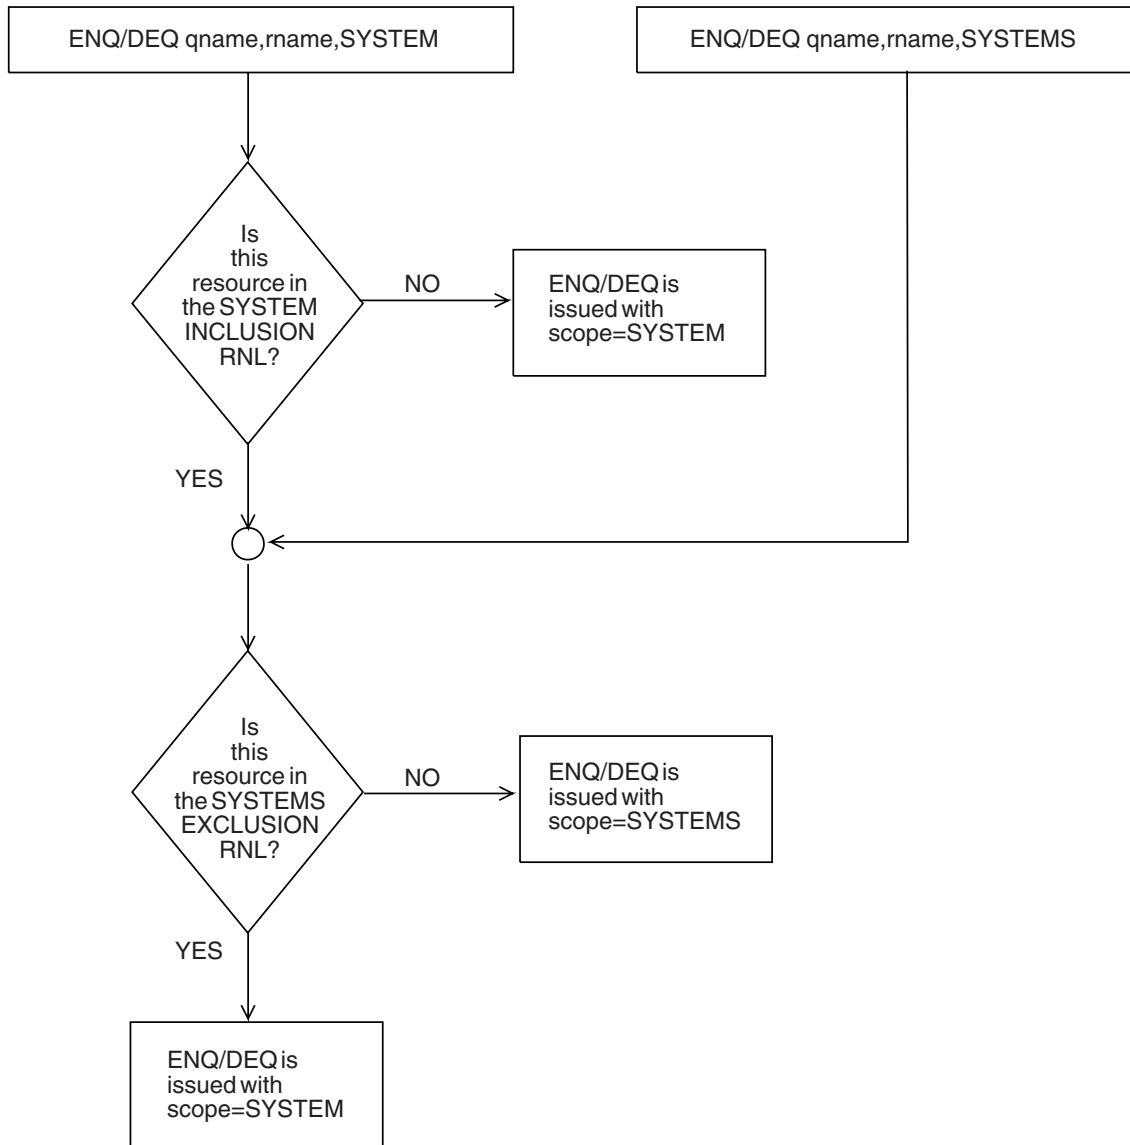 ENQ/DEQ qname,rname,SYSTEM
ENQ/DEQ qname,rname,SYSTEMS
Is
this
resource in
the SYSTEM
INCLUSION
RNL?
NO
ENQ/DEQ is
issued with
scope=SYSTEM
YES
Is
this
resource in
the SYSTEMS
EXCLUSION
RNL?
NO
ENQ/DEQ is
issued with
scope=SYSTEMS
YES
ENQ/DEQ is
issued with
scope=SYSTEM